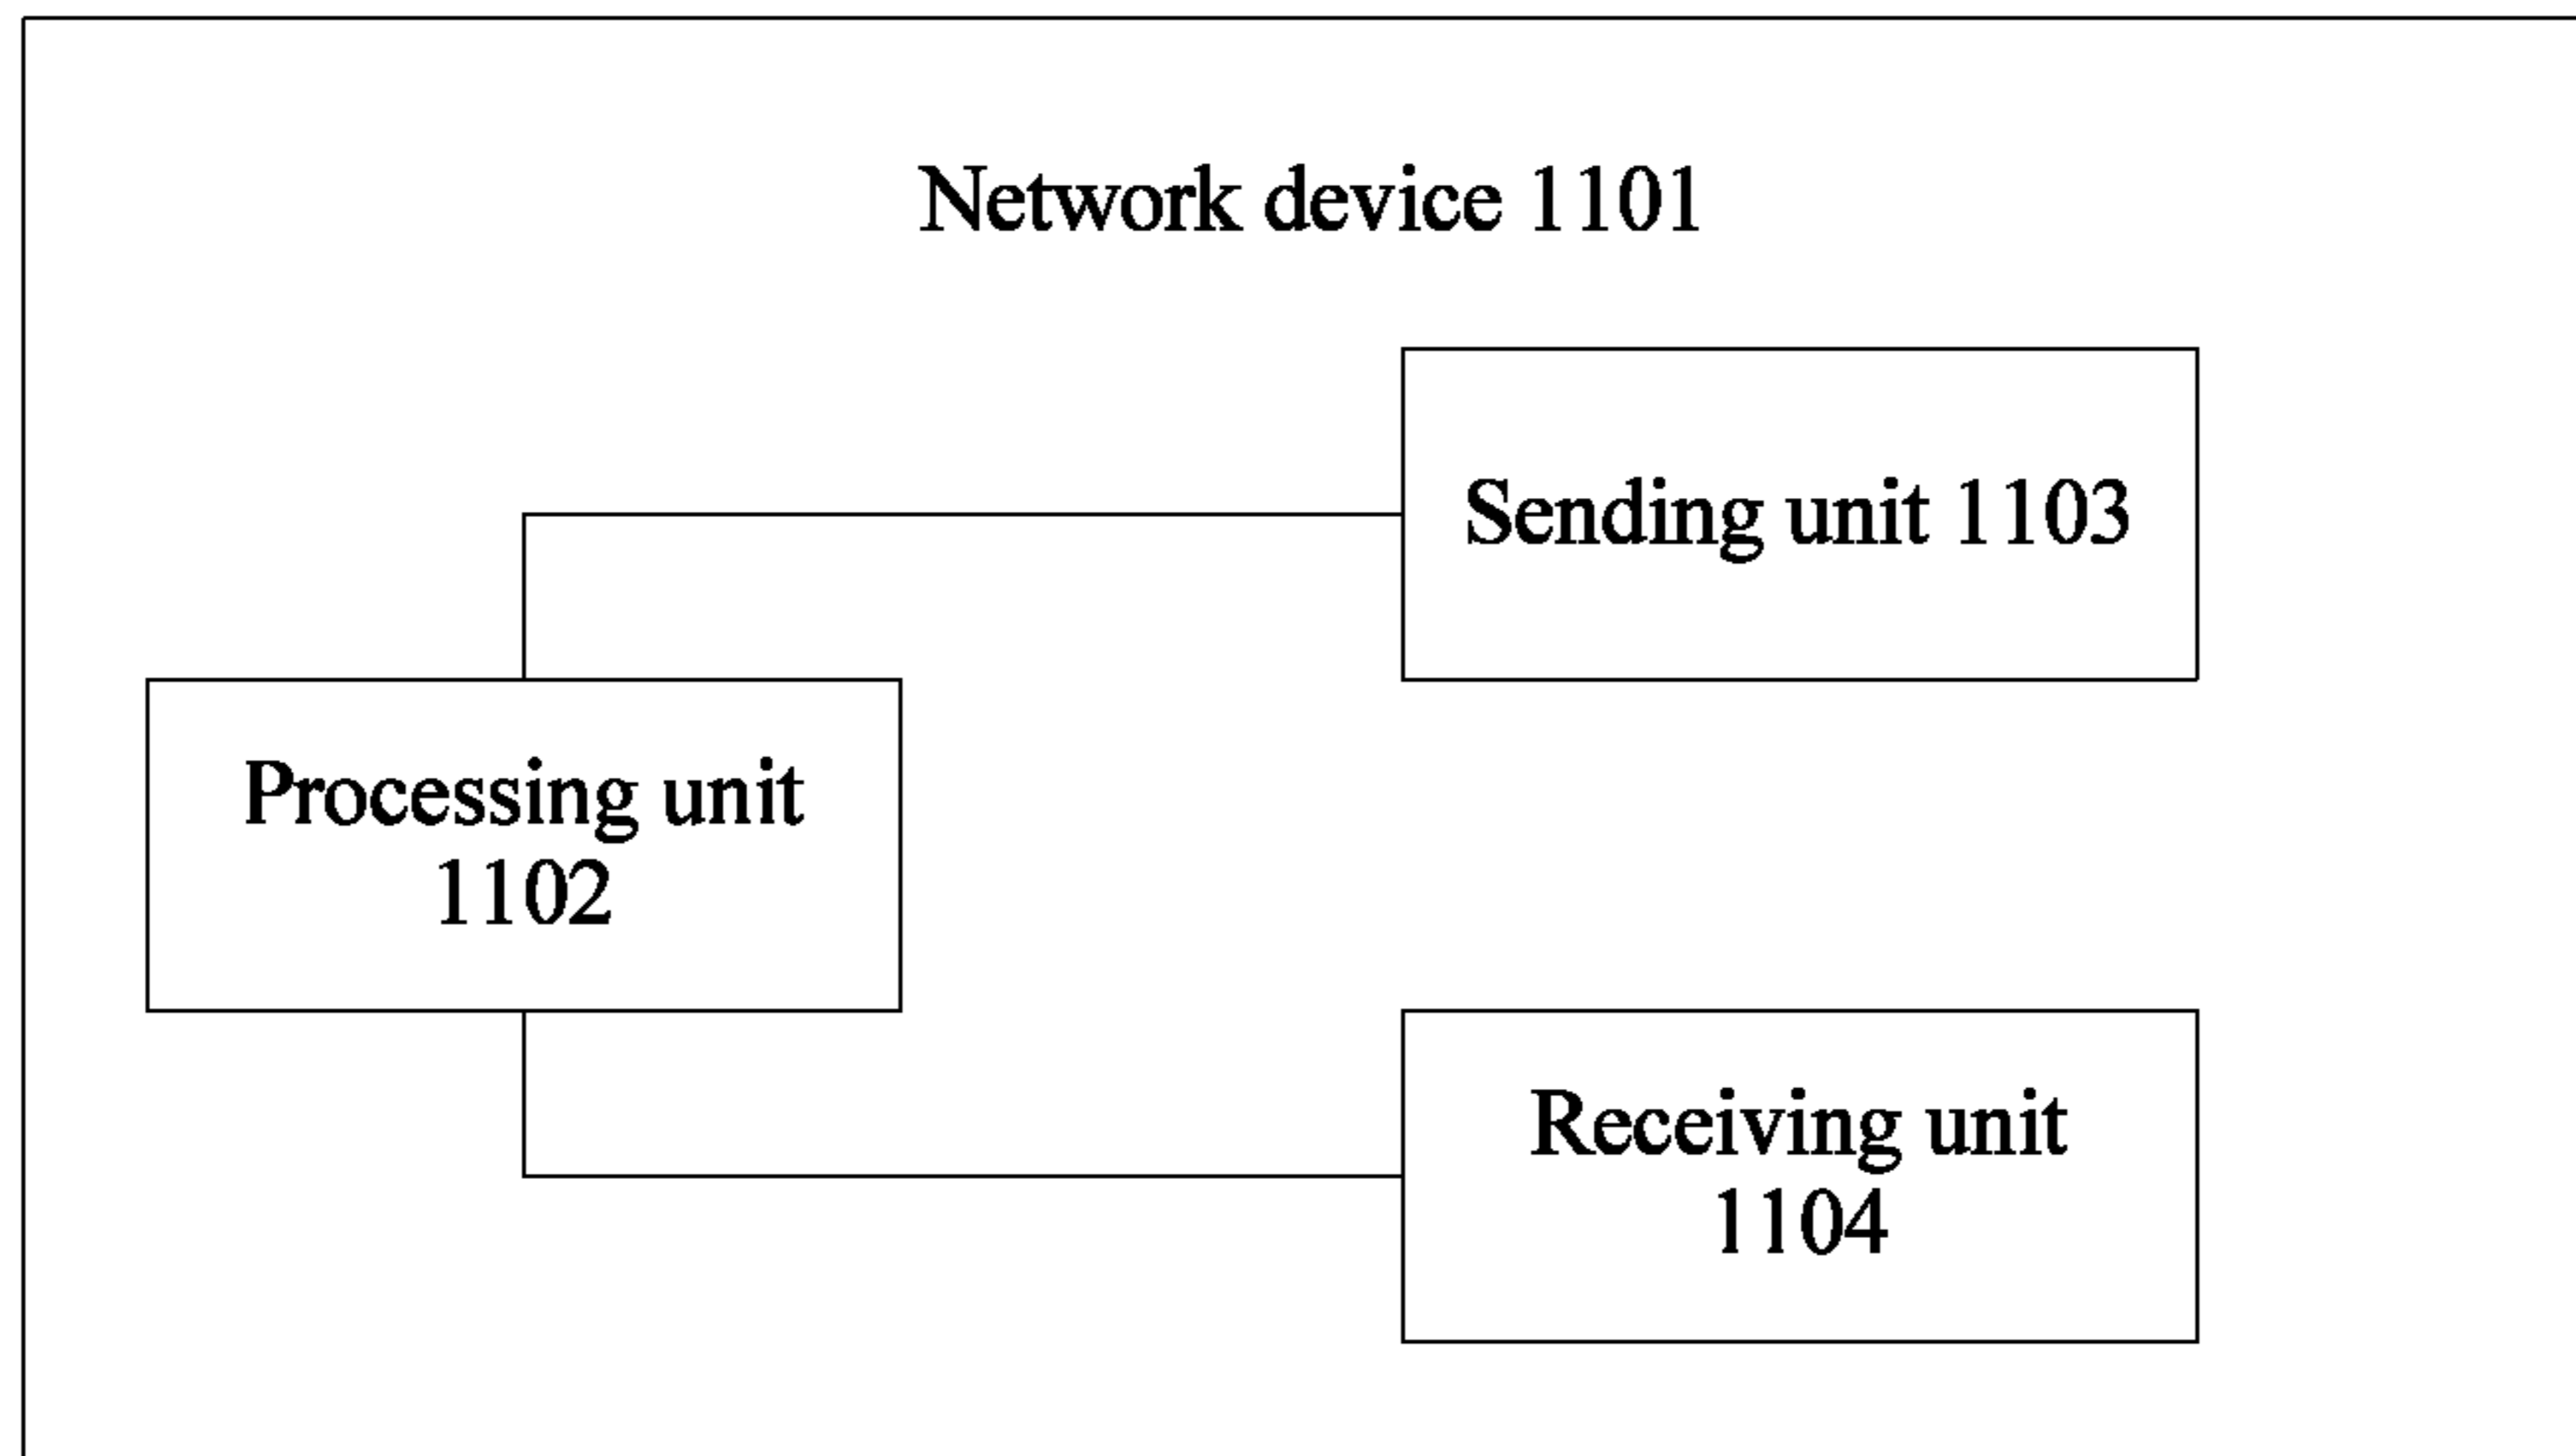 Network device 1101
Sending unit 1103
Processing unit
1102
Receiving unit
1104